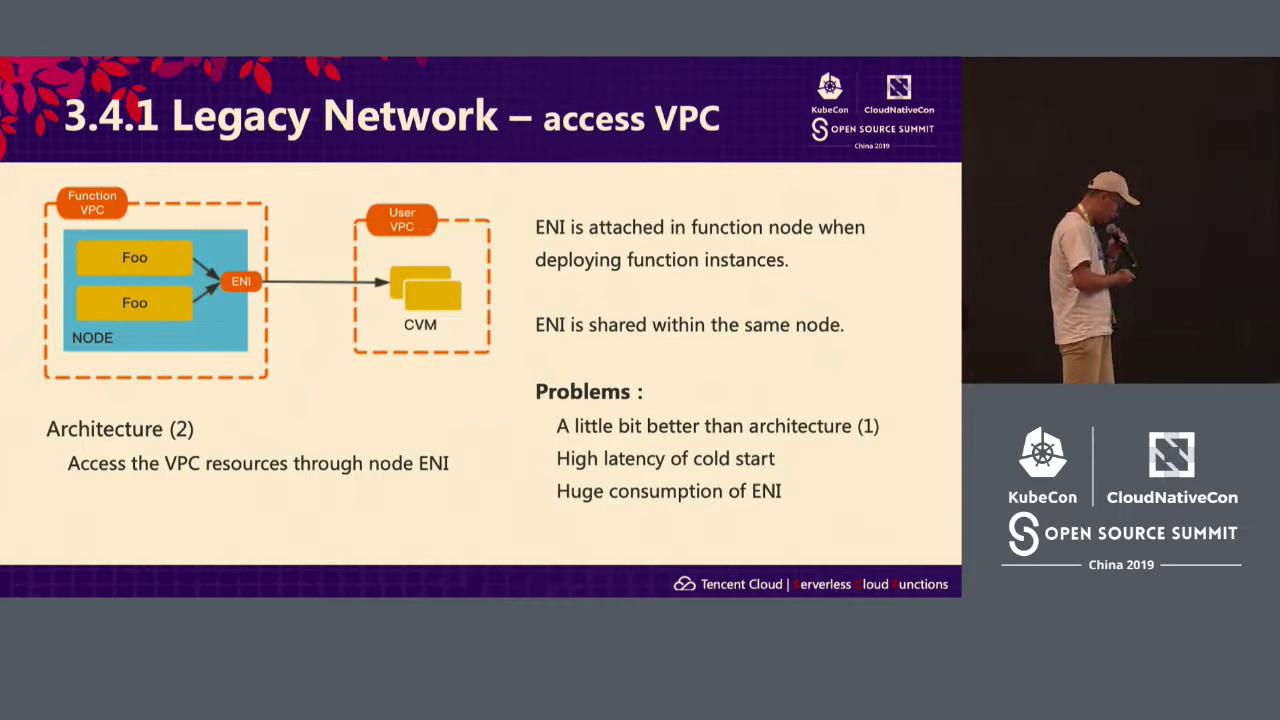 3.4.1 Legacy Network – access VPC
KubeCon
CloudNativeCon
OPEN SOURCE SUMMIT
China 2019
Function
VPC
Foo
Foo
NODE
ENI
User
VPC
CVM
Architecture (2)
Access the VPC resources through node ENI
ENI is attached in function node when
deploying function instances.
ENI is shared within the same node.
Problems :
A little bit better than architecture (1)
High latency of cold start
Huge consumption of ENI
Tencent Cloud | Serverless Cloud Functions
KubeCon
CloudNativeCon
OPEN SOURCE SUMMIT
China 2019